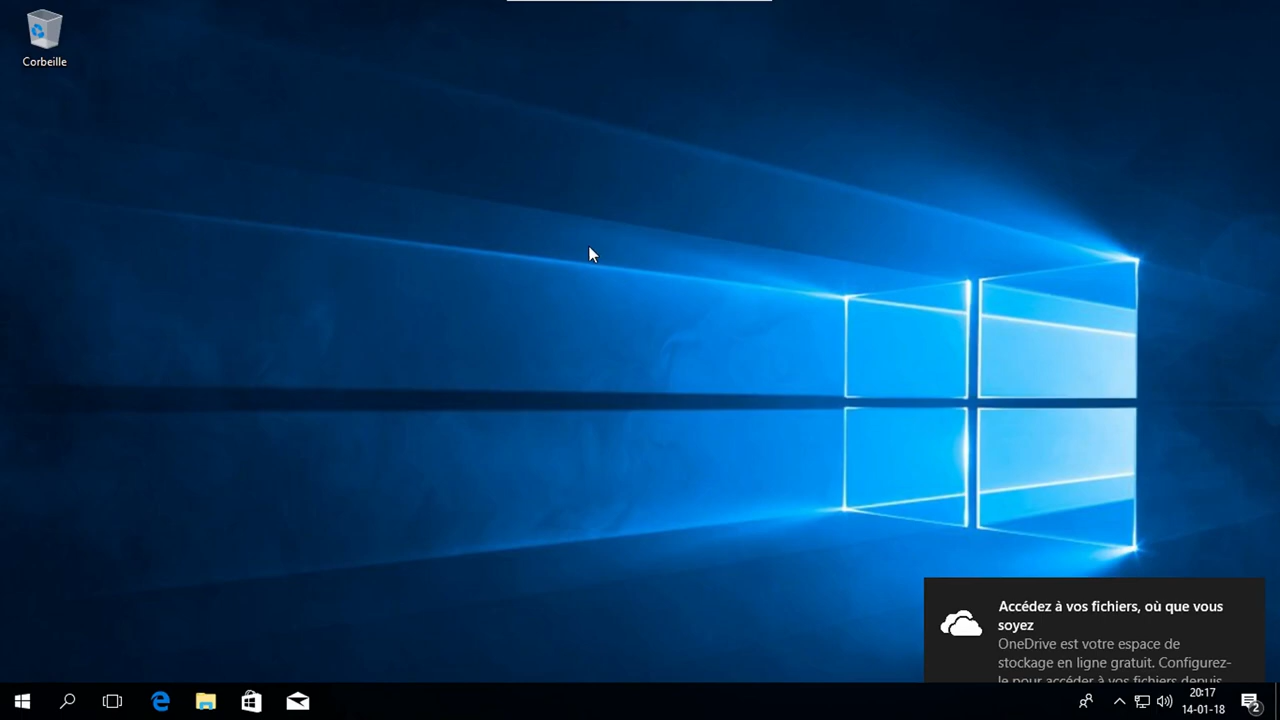 Corbeille
Accédez à vos fichiers, où que vous
soyez
OneDrive est votre espace de
stockage en ligne gratuit. Configurez-
le pour accéder à vos fichiers depuis
20:17
14-01-18
2